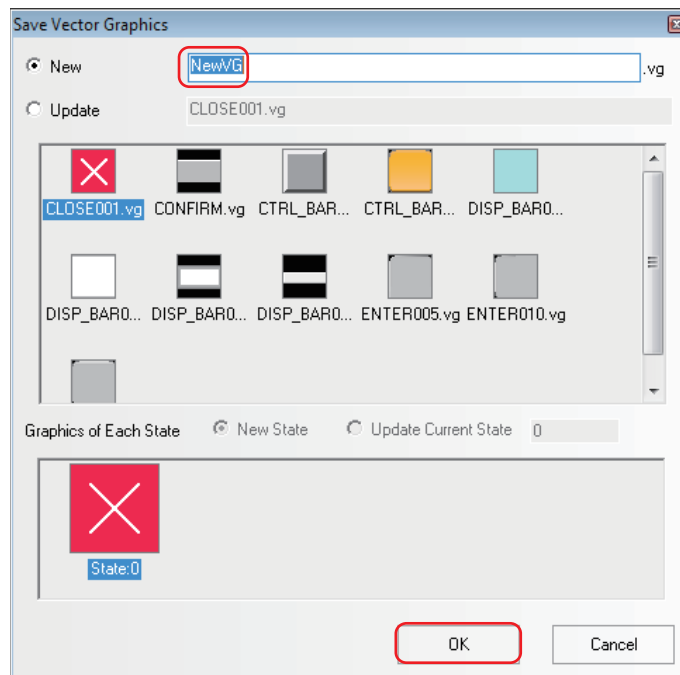 Save Vector Graphics
New NewVG .vg
Update CLOSE001.vg
CLOSE001.vg CONFIRM.vg CTRL_BAR... CTRL_BAR... DISP_BAR0...
DISP_BAR0... DISP_BAR0... DISP_BAR0... ENTER005.vg ENTER010.vg
Graphics of Each State New State Update Current State 0
State:0
OK Cancel